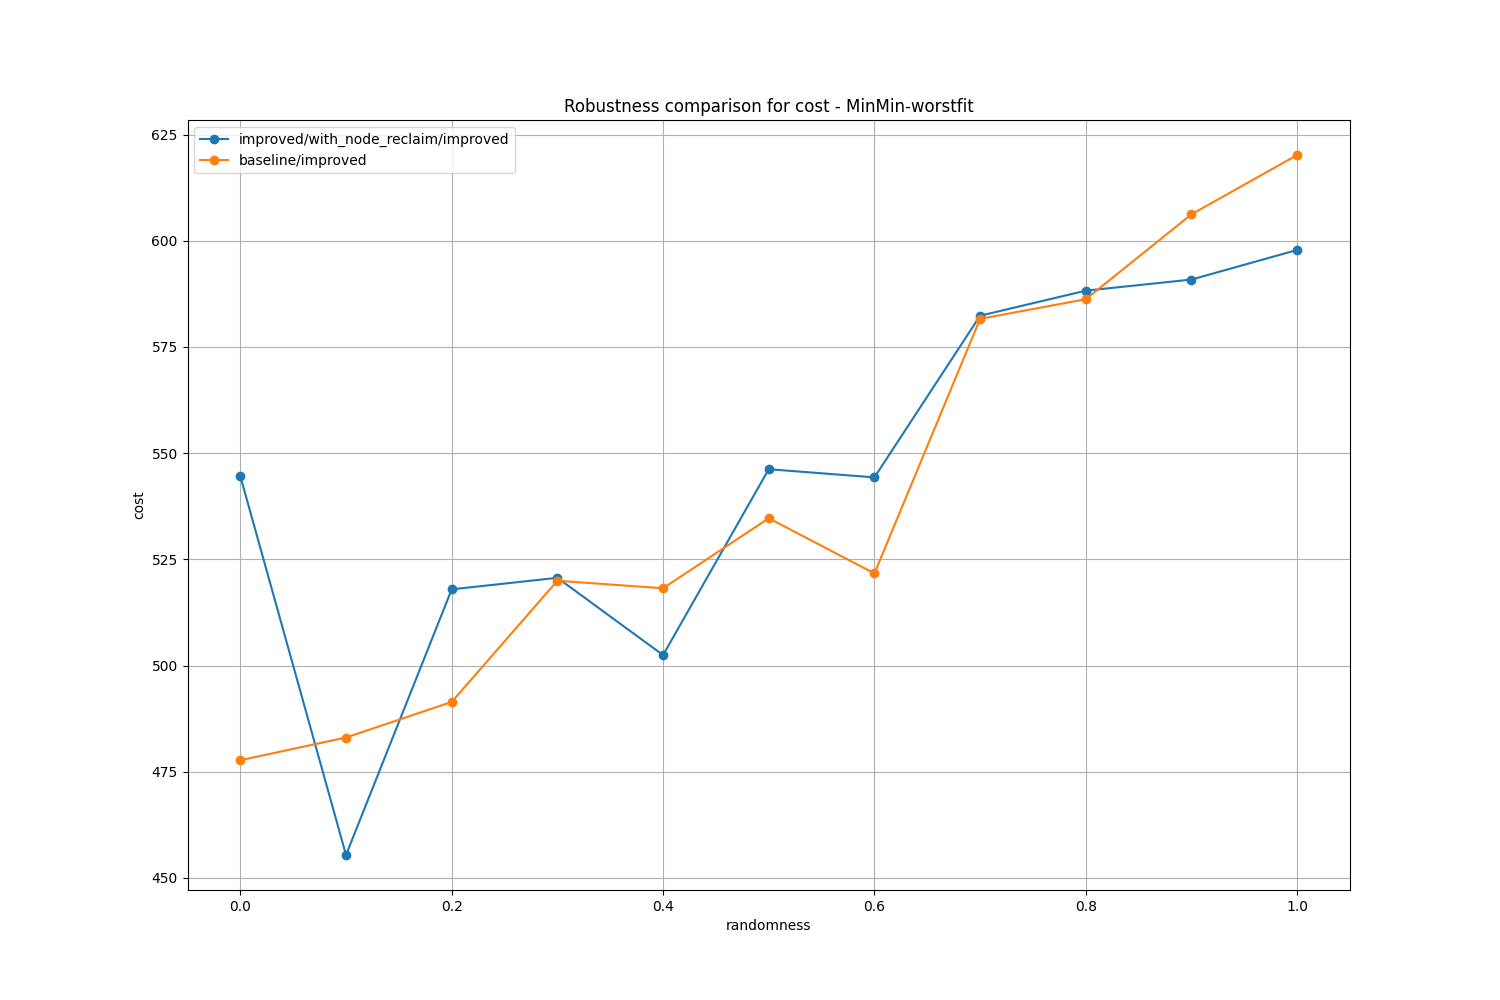 Robustness comparison for cost - MinMin-worstfit
improved/with_node_reclaim/improved
baseline/improved
625
600
575
550
525
500
475
450
cost
0.0 0.2 0.4 0.6 0.8 1.0
randomness